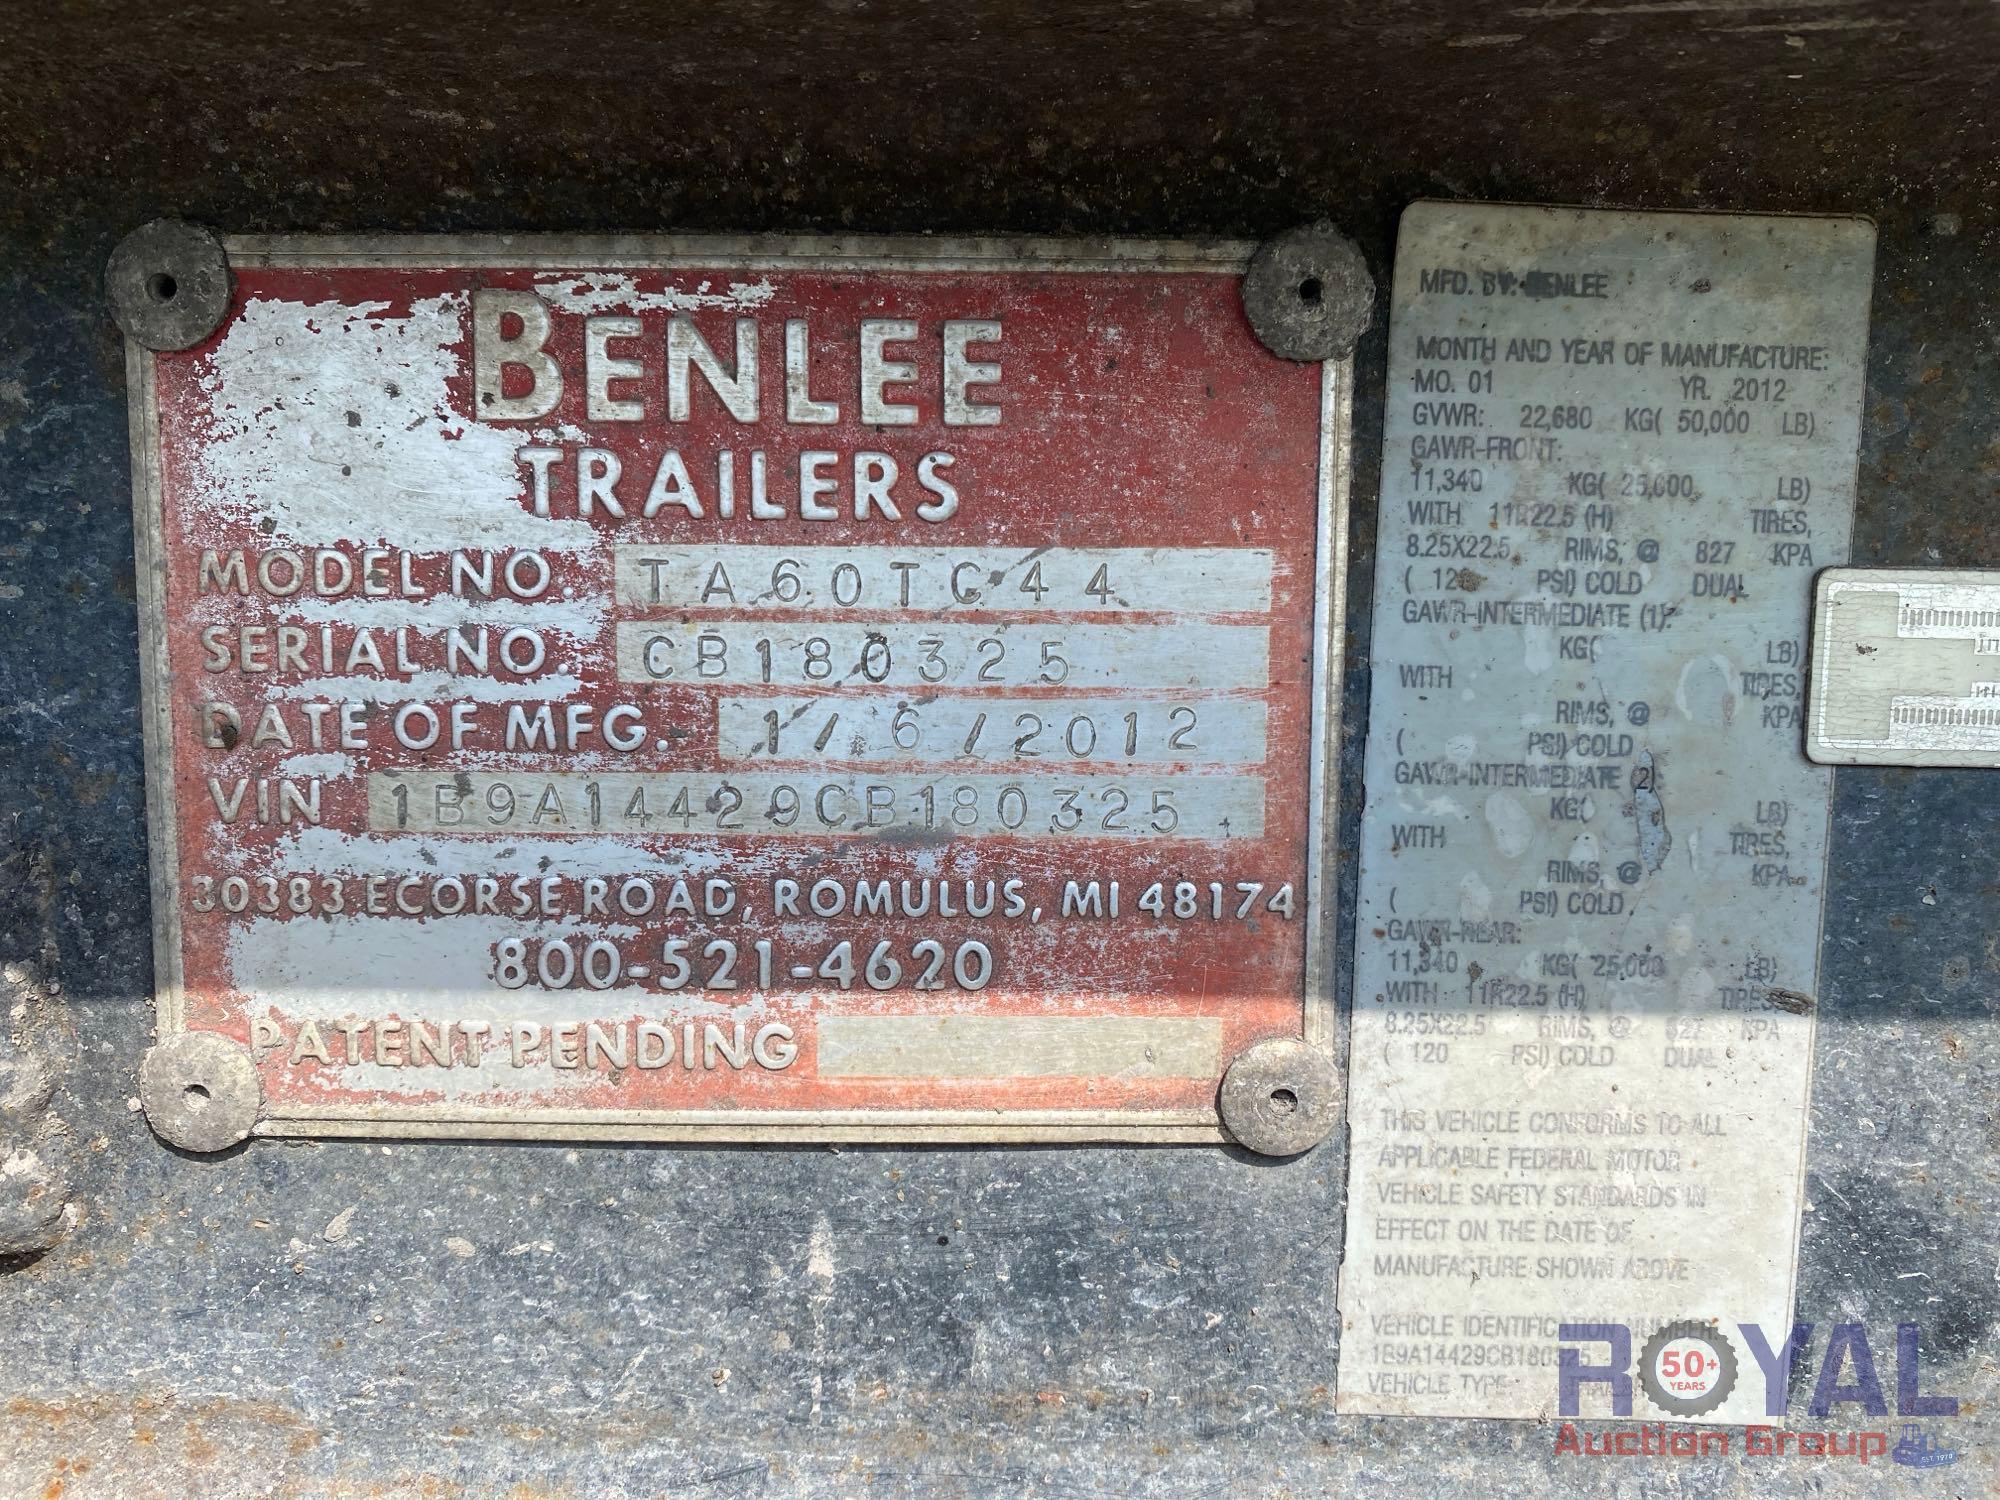 BENLEE
TRAILERS
MODEL NO. TA60TC44
SERIAL NO. CB180325
DATE OF MFG. 1/6/2012
VIN 1B9A14429CB180325
30383 ECORSE ROAD, ROMULUS, MI 48174
800-521-4620
PATENT PENDING
MFD. BY: BENLEE
MONTH AND YEAR OF MANUFACTURE:
MO. 01 YR. 2012
GVWR: 22,680 KG( 50,000 LB)
GAWR-FRONT:
11,340 KG( 25,000 LB)
WITH 11R22.5 (H) TIRES,
8.25X22.5 RIMS, @ 827 KPA
( 120 PSI) COLD DUAL
GAWR-INTERMEDIATE (1):
KG( LB)
WITH TIRES,
RIMS, @ KPA
( PSI) COLD
GAWR-INTERMEDIATE (2)
KG( LB)
WITH TIRES,
RIMS, @ KPA
( PSI) COLD
GAWR-REAR:
11,340 KG( 25,000 LB)
WITH 11R22.5 (H) TIRES
8.25X22.5 RIMS, @ 827 KPA
( 120 PSI) COLD DUAL
THIS VEHICLE CONFORMS TO ALL
APPLICABLE FEDERAL MOTOR
VEHICLE SAFETY STANDARDS IN
EFFECT ON THE DATE OF
MANUFACTURE SHOWN ABOVE
VEHICLE IDENTIFICATION NUMBER:
1B9A14429CB180325
VEHICLE TYPE:
ROYAL
50+
YEARS
Auction Group
EST. 1970